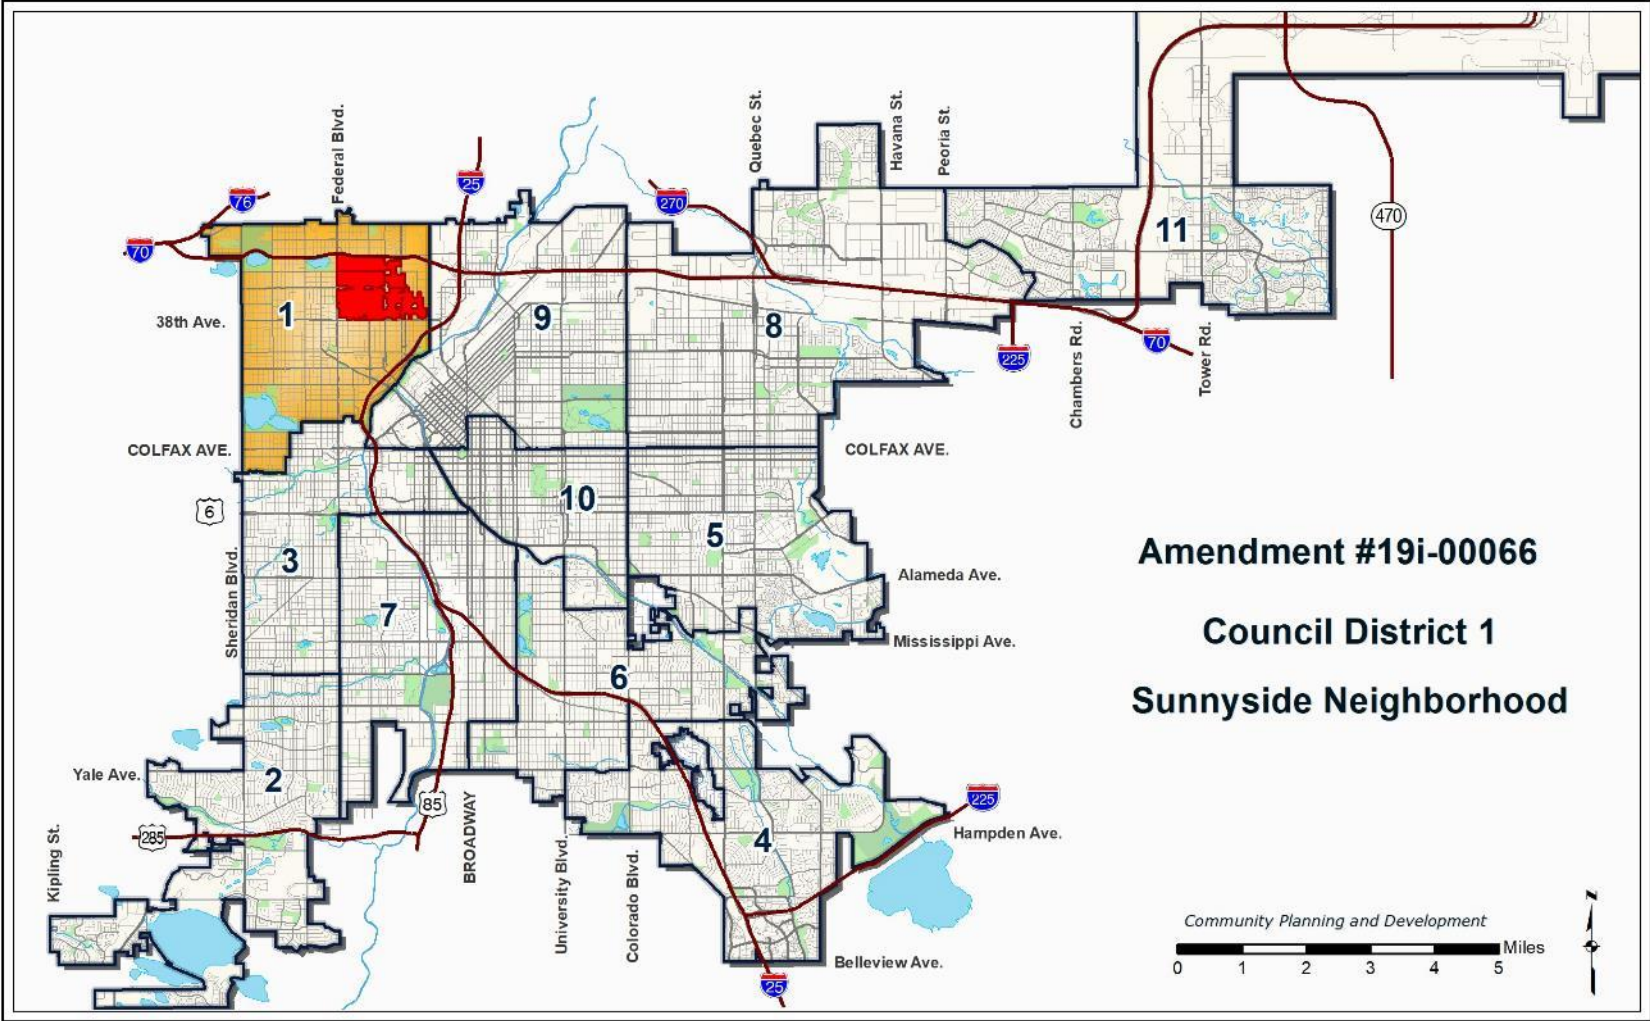 Federal Blvd.
Quebec St.
Havana St.
Peoria St.
76
25
270
70
11
470
1
9
8
38th Ave.
225
70
Chambers Rd.
Tower Rd.
COLFAX AVE.
COLFAX AVE.
10
6
5
3
Sheridan Blvd.
Alameda Ave.
7
Mississippi Ave.
6
Amendment #19i-00066
Council District 1
Sunnyside Neighborhood
Yale Ave.
2
85
285
BROADWAY
225
4
Hampden Ave.
Kipling St.
University Blvd.
Colorado Blvd.
Belleview Ave.
25
Community Planning and Development
Miles
0 1 2 3 4 5
N